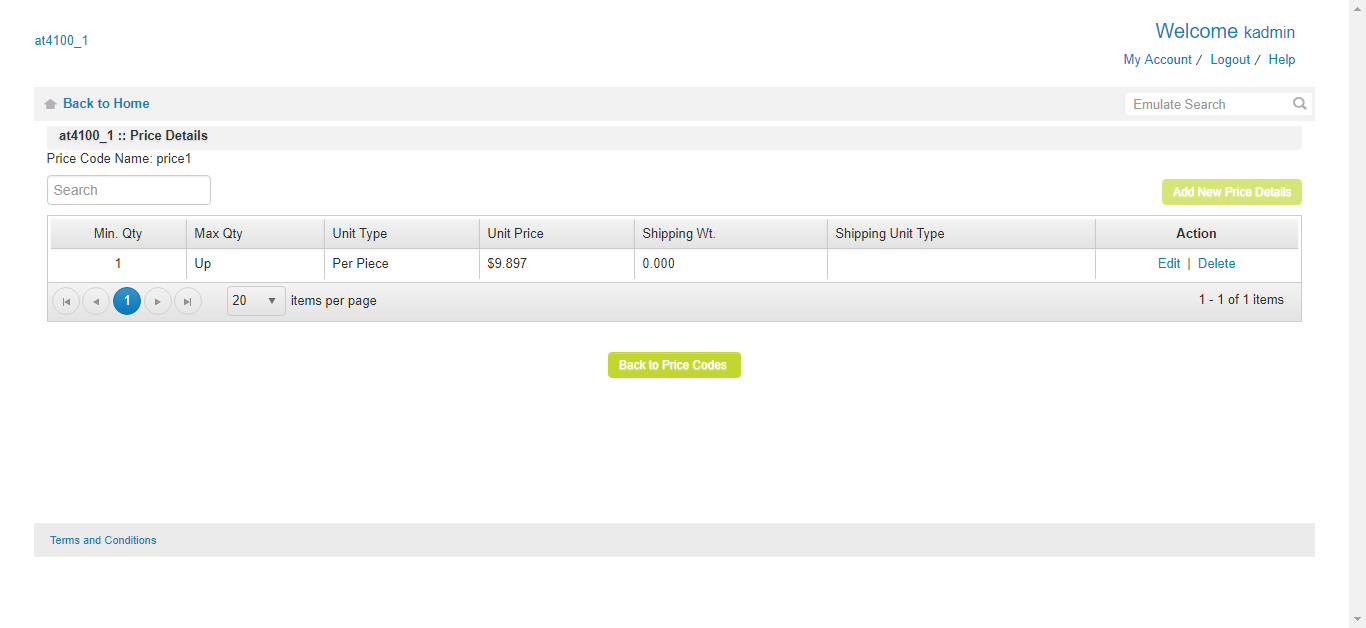 at4100_1
Welcome kadmin
My Account / Logout / Help
Back to Home
Emulate Search
at4100_1 :: Price Details
Price Code Name: price1
Search
Add New Price Details
Min. Qty Max Qty Unit Type Unit Price Shipping Wt. Shipping Unit Type Action
1 Up Per Piece $9.897 0.000 Edit | Delete
1 20 items per page 1 - 1 of 1 items
Back to Price Codes
Terms and Conditions